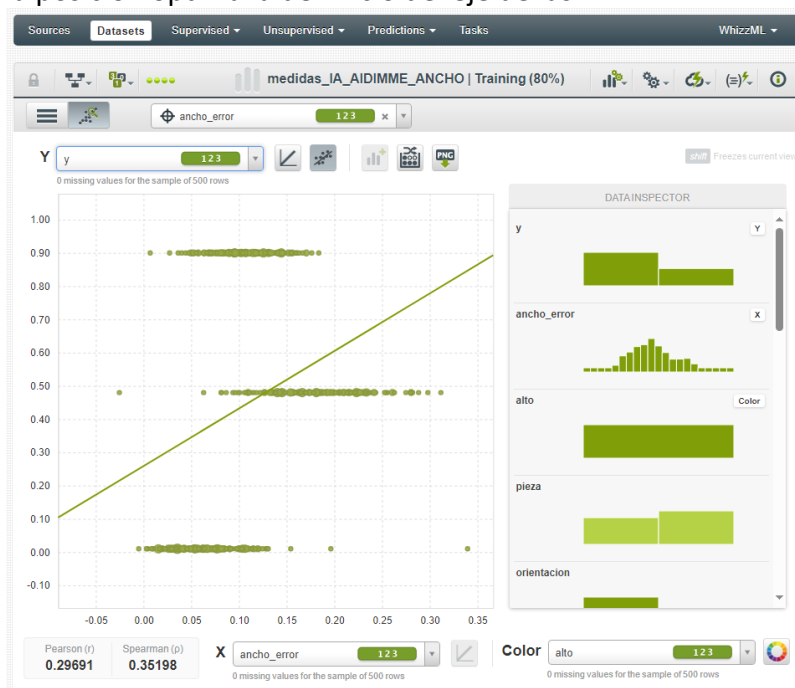 Sources Datasets Supervised Unsupervised Predictions Tasks WhizzML
medidas_IA_AIDIMME_ANCHO | Training (80%)
ancho_error 123 x
Y y 123 PNG shift Freezes current view
0 missing values for the sample of 500 rows
DATA INSPECTOR
y Y
ancho_error X
alto Color
pieza
orientacion
1.00
0.90
0.80
0.70
0.60
0.50
0.40
0.30
0.20
0.10
0.00
-0.10
-0.05 0.00 0.05 0.10 0.15 0.20 0.25 0.30 0.35
Pearson (r) Spearman (ρ)
0.29691 0.35198
X ancho_error 123
0 missing values for the sample of 500 rows
Color alto 123
0 missing values for the sample of 500 rows